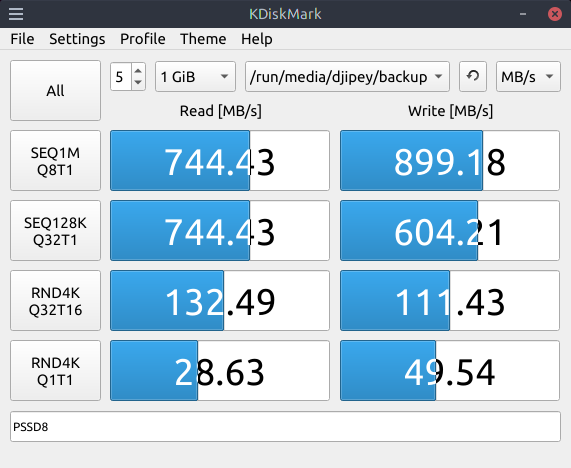 KDiskMark
File Settings Profile Theme Help
All
5 1 GiB /run/media/djipey/backup MB/s
Read [MB/s] Write [MB/s]
SEQ1M
Q8T1
744.43 899.18
SEQ128K
Q32T1
744.43 604.21
RND4K
Q32T16
132.49 111.43
RND4K
Q1T1
28.63 49.54
PSSD8